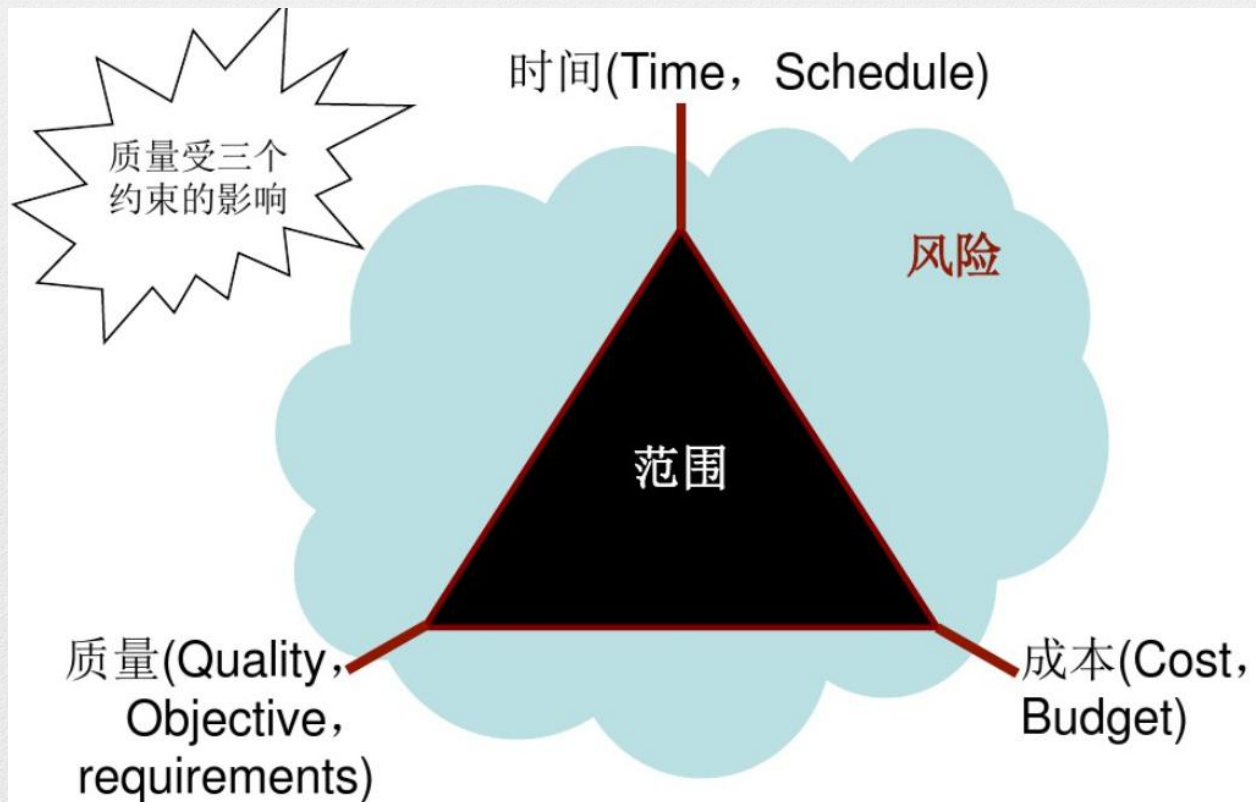 时间(Time，Schedule)
质量受三个
约束的影响
风险
范围
质量(Quality，
Objective，
requirements)
成本(Cost，
Budget)